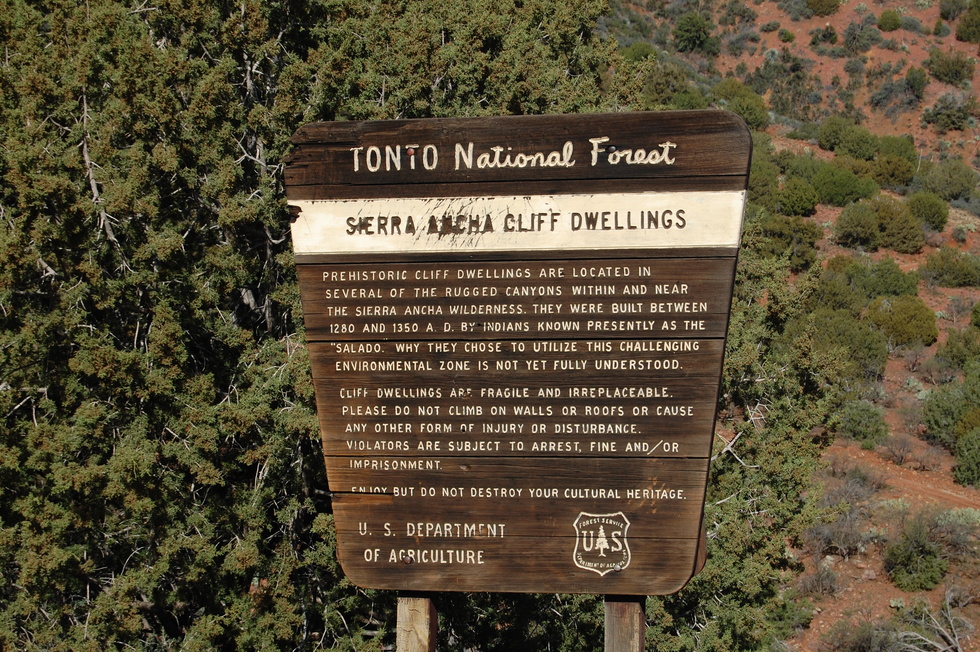 TONTO National Forest
SIERRA ANCHA CLIFF DWELLINGS
PREHISTORIC CLIFF DWELLINGS ARE LOCATED IN
SEVERAL OF THE RUGGED CANYONS WITHIN AND NEAR
THE SIERRA ANCHA WILDERNESS. THEY WERE BUILT BETWEEN
1280 AND 1350 A. D. BY INDIANS KNOWN PRESENTLY AS THE
"SALADO. WHY THEY CHOSE TO UTILIZE THIS CHALLENGING
ENVIRONMENTAL ZONE IS NOT YET FULLY UNDERSTOOD.
CLIFF DWELLINGS ARE FRAGILE AND IRREPLACEABLE.
PLEASE DO NOT CLIMB ON WALLS OR ROOFS OR CAUSE
ANY OTHER FORM OF INJURY OR DISTURBANCE.
VIOLATORS ARE SUBJECT TO ARREST, FINE AND/OR
IMPRISONMENT.
ENJOY BUT DO NOT DESTROY YOUR CULTURAL HERITAGE.
U. S. DEPARTMENT
OF AGRICULTURE
FOREST SERVICE
U S
DEPARTMENT OF AGRICULTURE